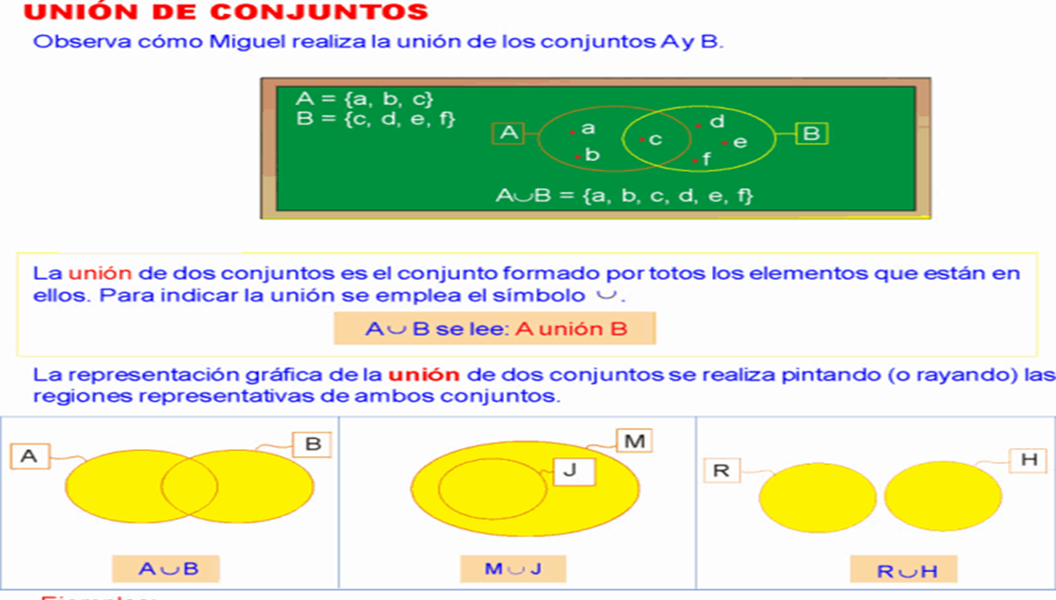 UNIÓN DE CONJUNTOS
Observa cómo Miguel realiza la unión de los conjuntos A y B.
A = {a, b, c}
B = {c, d, e, f}
A
a
b
c
d
e
f
B
A∪B = {a, b, c, d, e, f}
La unión de dos conjuntos es el conjunto formado por totos los elementos que están en
ellos. Para indicar la unión se emplea el símbolo ∪.
A∪B se lee: A unión B
La representación gráfica de la unión de dos conjuntos se realiza pintando (o rayando) las
regiones representativas de ambos conjuntos.
A
B
A∪B
M
J
M∪J
R
H
R∪H